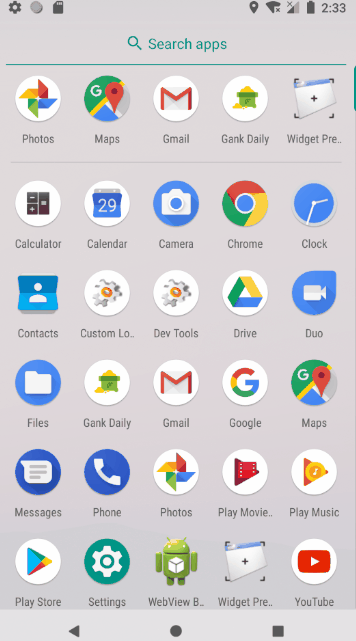 2:33
Search apps
Photos Maps Gmail Gank Daily Widget Pre..
29
Calculator Calendar Camera Chrome Clock
Contacts Custom Lo.. Dev Tools Drive Duo
Files Gank Daily Gmail Google Maps
Messages Phone Photos Play Movie.. Play Music
Play Store Settings WebView B.. Widget Pre.. YouTube